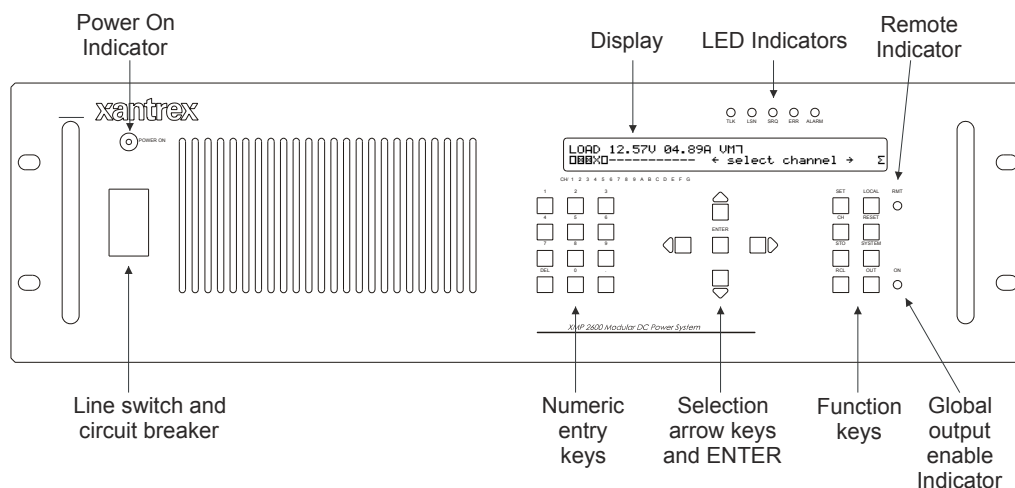 Power On
Indicator
Display
LED Indicators
Remote
Indicator
xantrex
POWER ON
TLK LSN SRQ ERR ALARM
LOAD 12.57V 04.89A VM
← select channel → Σ
CH/ 1 2 3 4 5 6 7 8 9 A B C D E F G
1 2 3
4 5 6
7 8 9
DEL 0
ENTER
SET LOCAL RMT
CH RESET
STO SYSTEM
RCL OUT ON
XMP 2600 Modular DC Power System
Line switch and
circuit breaker
Numeric
entry
keys
Selection
arrow keys
and ENTER
Function
keys
Global
output
enable
Indicator